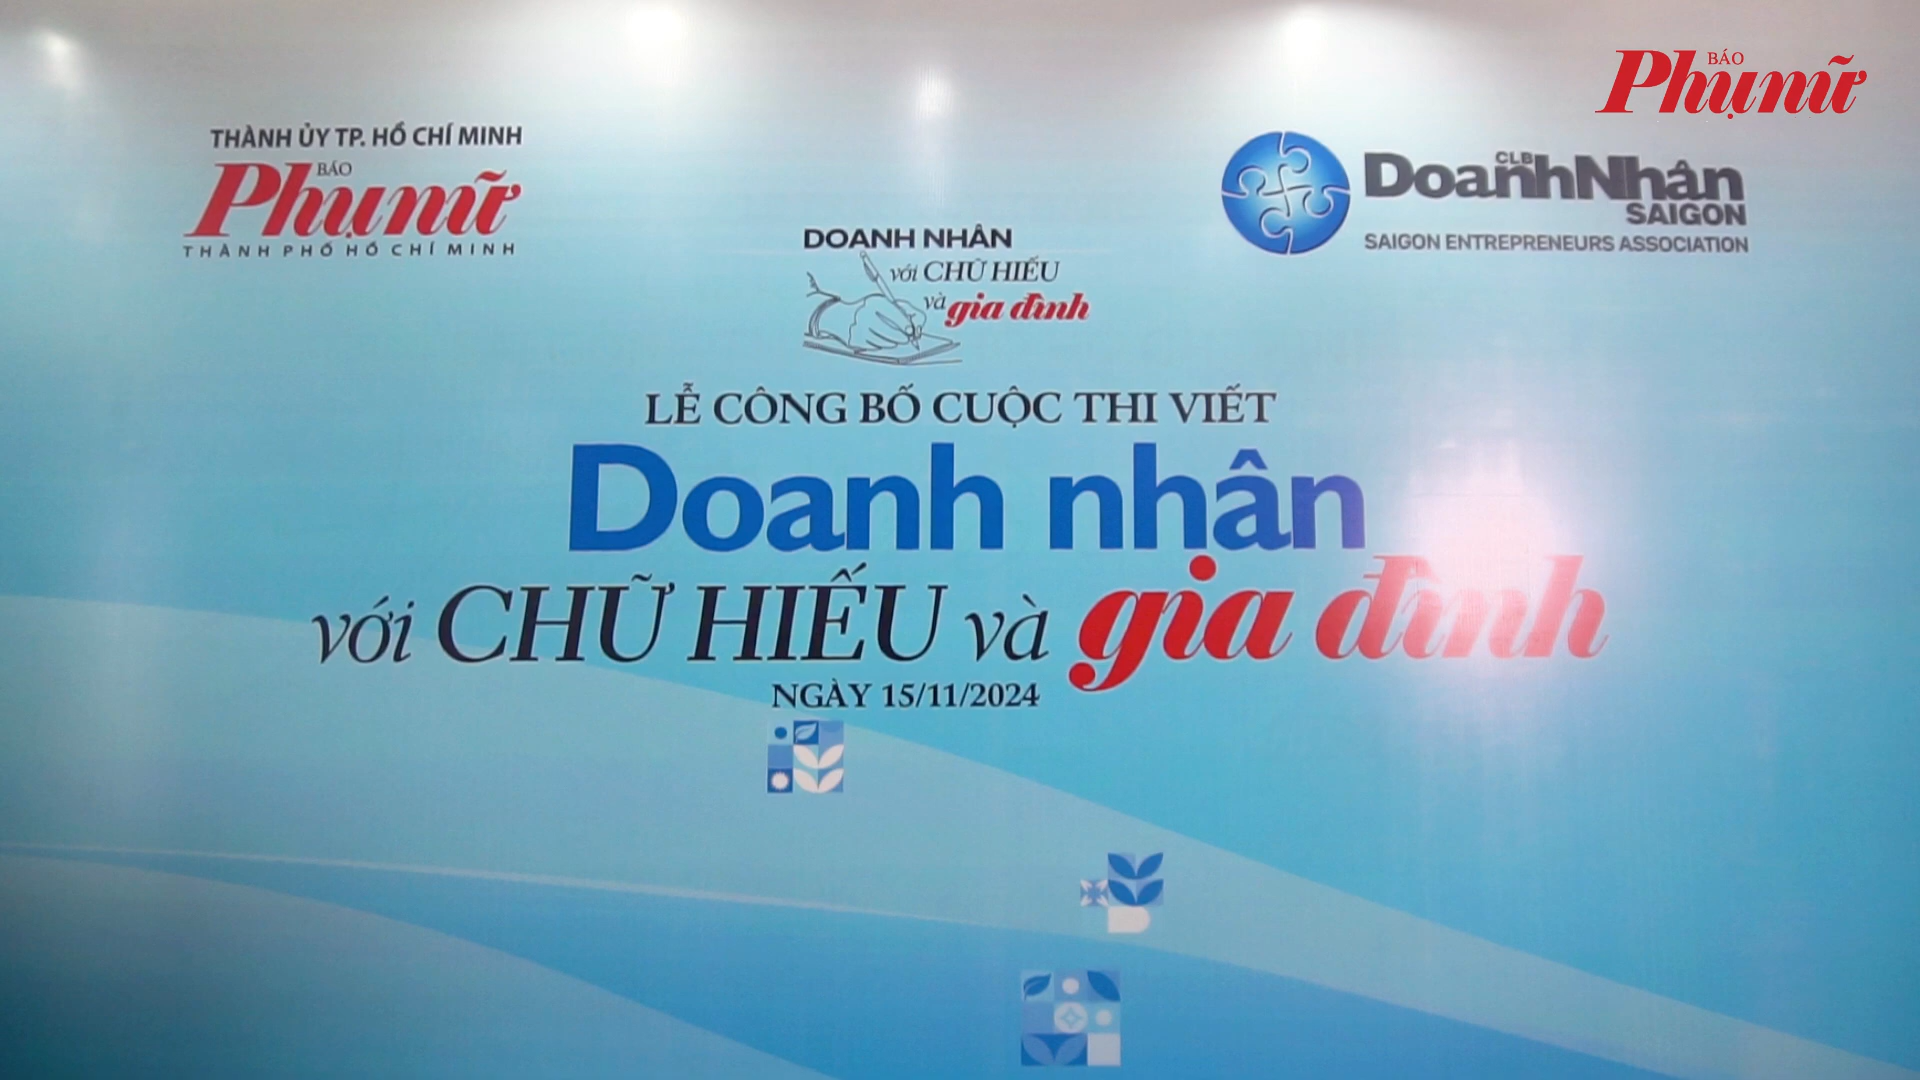 BÁO
Phụ nữ
THÀNH ỦY TP. HỒ CHÍ MINH
BÁO
Phụ nữ
THÀNH PHỐ HỒ CHÍ MINH
CLB
DoanhNhân
SAIGON
SAIGON ENTREPRENEURS ASSOCIATION
DOANH NHÂN
với CHỮ HIẾU
và gia đình
LỄ CÔNG BỐ CUỘC THI VIẾT
Doanh nhân
với CHỮ HIẾU và gia đình
NGÀY 15/11/2024